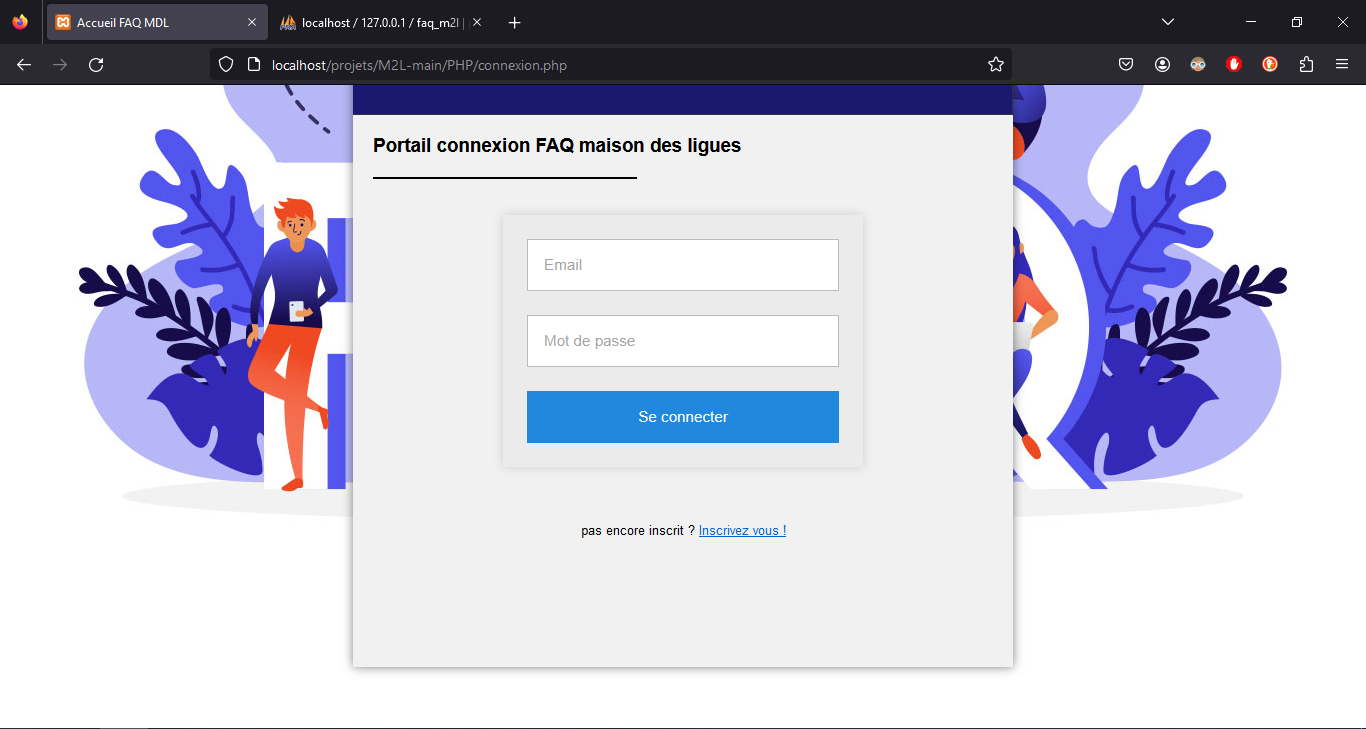 Accueil FAQ MDL
localhost / 127.0.0.1 / faq_m2l |
localhost/projets/M2L-main/PHP/connexion.php
Portail connexion FAQ maison des ligues
Email
Mot de passe
Se connecter
pas encore inscrit ? Inscrivez vous !